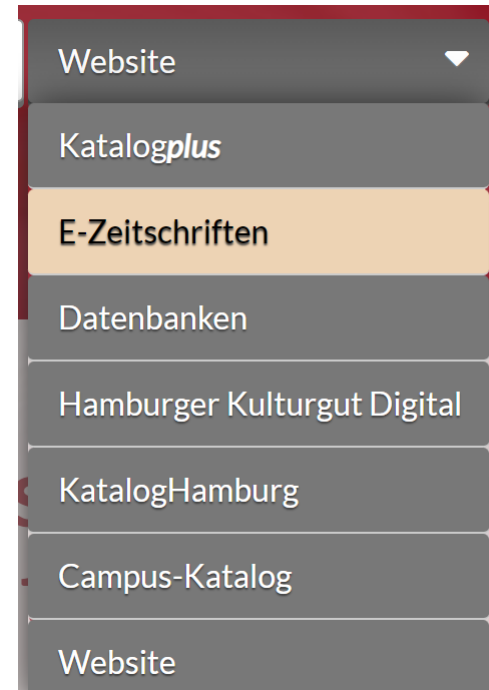 Website
Katalogplus
E-Zeitschriften
Datenbanken
Hamburger Kulturgut Digital
KatalogHamburg
Campus-Katalog
Website